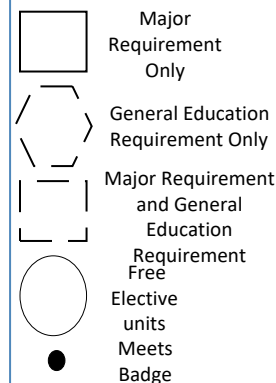 Major
Requirement
Only
General Education
Requirement Only
Major Requirement
and General
Education
Requirement
Free
Elective
units
Meets
Badge